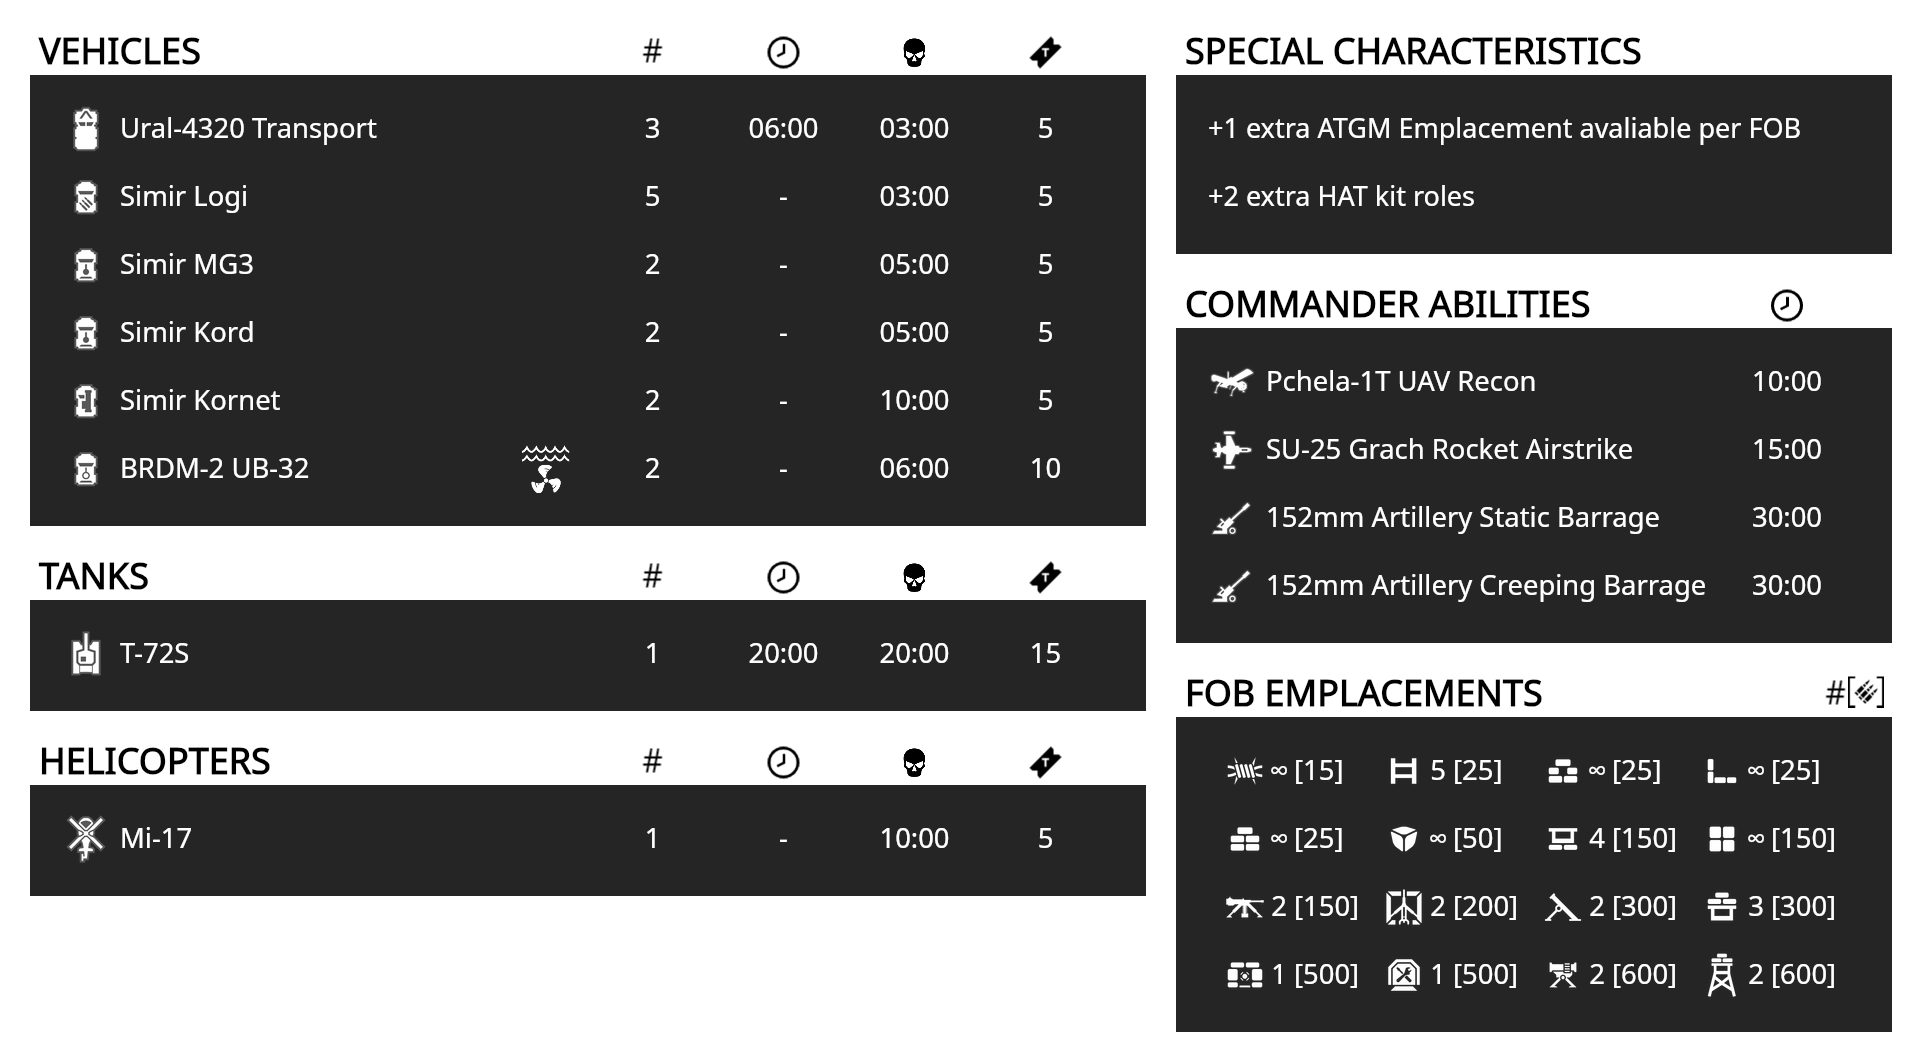 VEHICLES #
Ural-4320 Transport 3 06:00 03:00 5
Simir Logi 5 - 03:00 5
Simir MG3 2 - 05:00 5
Simir Kord 2 - 05:00 5
Simir Kornet 2 - 10:00 5
BRDM-2 UB-32 2 - 06:00 10
TANKS #
T-72S 1 20:00 20:00 15
HELICOPTERS #
Mi-17 1 - 10:00 5
SPECIAL CHARACTERISTICS
+1 extra ATGM Emplacement avaliable per FOB
+2 extra HAT kit roles
COMMANDER ABILITIES
Pchela-1T UAV Recon 10:00
SU-25 Grach Rocket Airstrike 15:00
152mm Artillery Static Barrage 30:00
152mm Artillery Creeping Barrage 30:00
FOB EMPLACEMENTS #[]
∞ [15] 5 [25] ∞ [25] ∞ [25]
∞ [25] ∞ [50] 4 [150] ∞ [150]
2 [150] 2 [200] 2 [300] 3 [300]
1 [500] 1 [500] 2 [600] 2 [600]